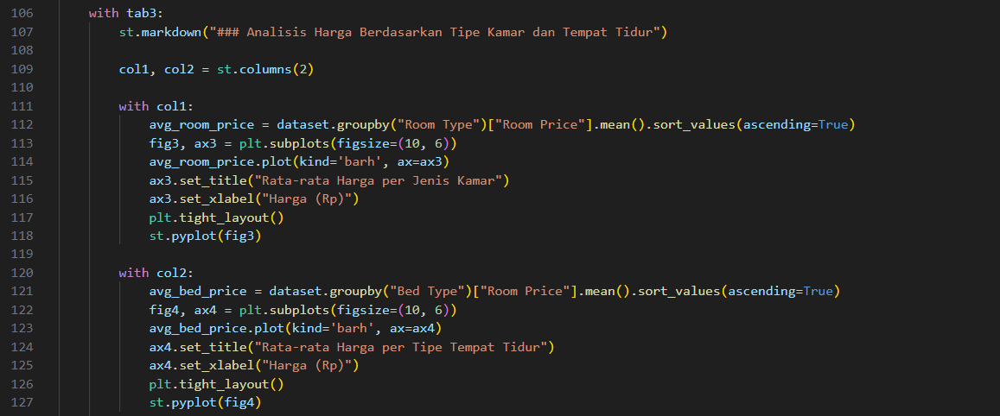 106 with tab3:
107 st.markdown("### Analisis Harga Berdasarkan Tipe Kamar dan Tempat Tidur")
108
109 col1, col2 = st.columns(2)
110
111 with col1:
112 avg_room_price = dataset.groupby("Room Type")["Room Price"].mean().sort_values(ascending=True)
113 fig3, ax3 = plt.subplots(figsize=(10, 6))
114 avg_room_price.plot(kind='barh', ax=ax3)
115 ax3.set_title("Rata-rata Harga per Jenis Kamar")
116 ax3.set_xlabel("Harga (Rp)")
117 plt.tight_layout()
118 st.pyplot(fig3)
119
120 with col2:
121 avg_bed_price = dataset.groupby("Bed Type")["Room Price"].mean().sort_values(ascending=True)
122 fig4, ax4 = plt.subplots(figsize=(10, 6))
123 avg_bed_price.plot(kind='barh', ax=ax4)
124 ax4.set_title("Rata-rata Harga per Tipe Tempat Tidur")
125 ax4.set_xlabel("Harga (Rp)")
126 plt.tight_layout()
127 st.pyplot(fig4)